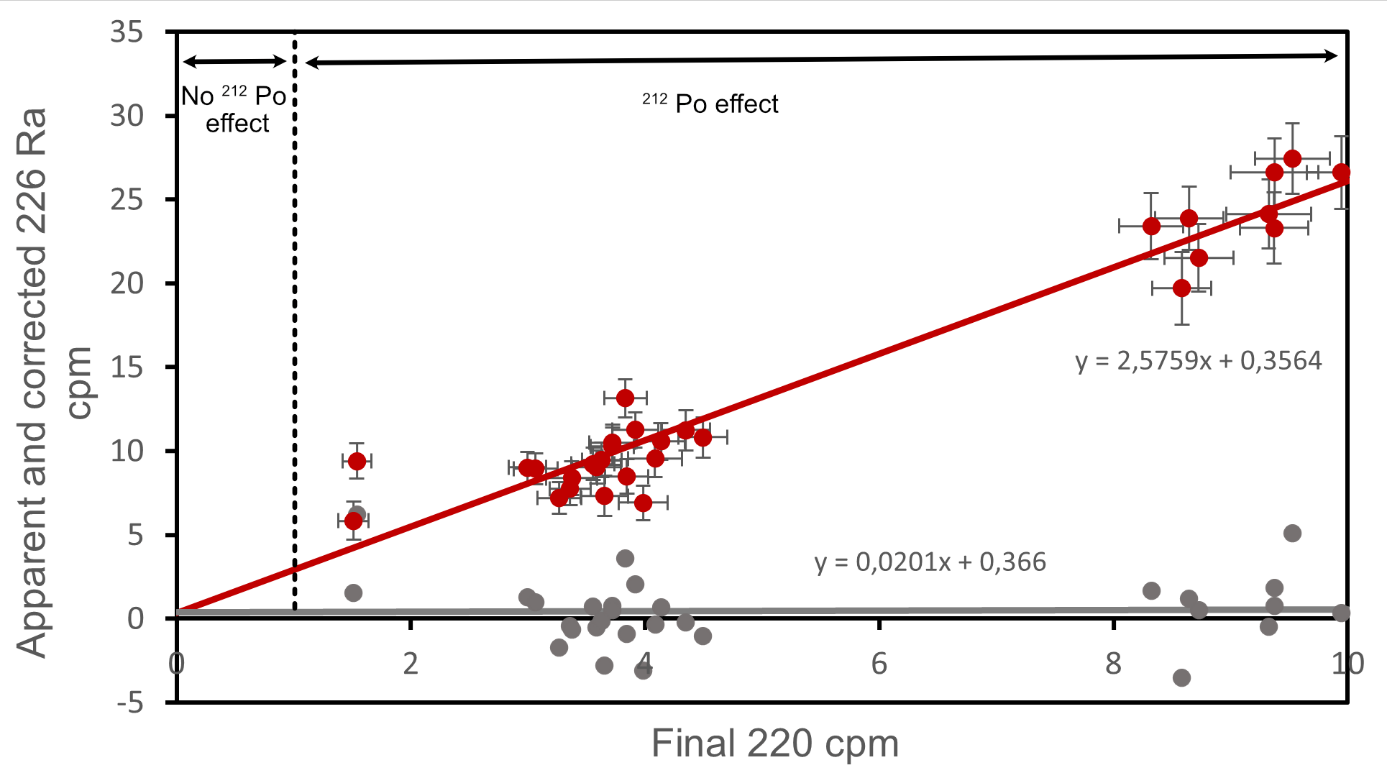 35
30
25
20
15
10
5
0
-5
Apparent and corrected 226 Ra
cpm
No ²¹² Po
effect
²¹² Po effect
y = 2,5759x + 0,3564
y = 0,0201x + 0,366
0 2 4 6 8 10
Final 220 cpm